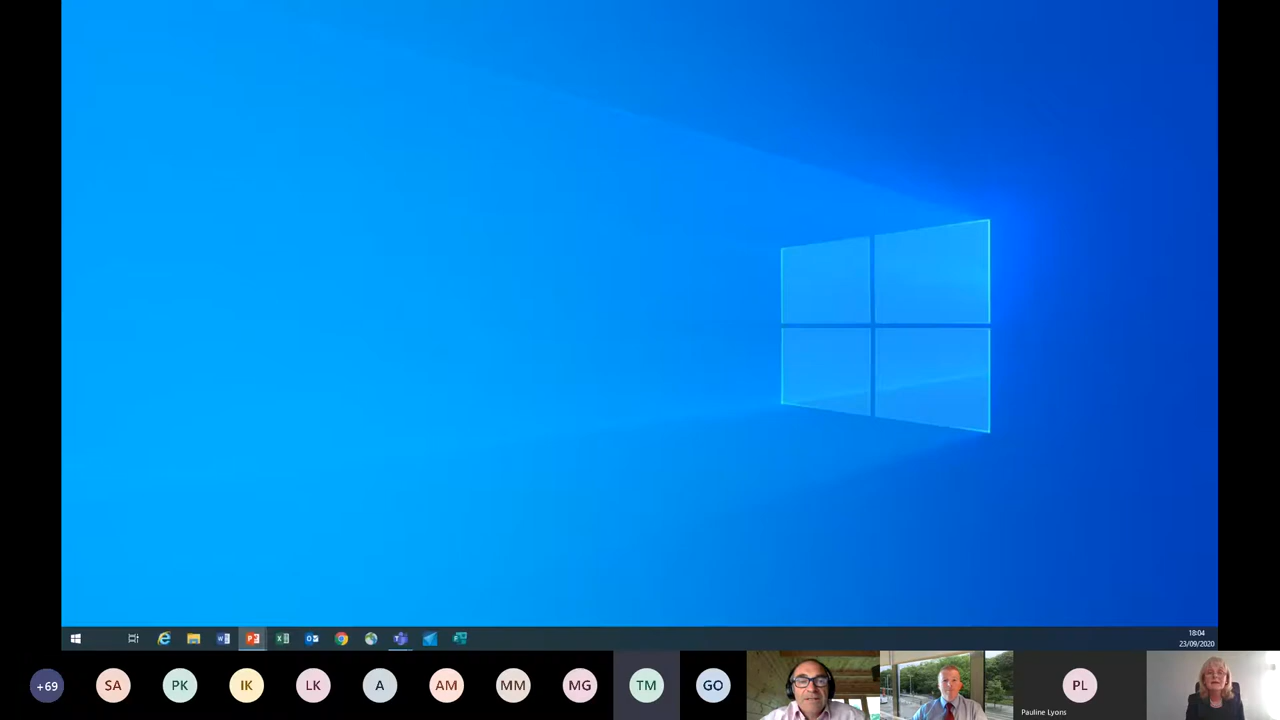 18:04
23/09/2020
+69
SA
PK
IK
LK
A
AM
MM
MG
TM
GO
PL
Pauline Lyons